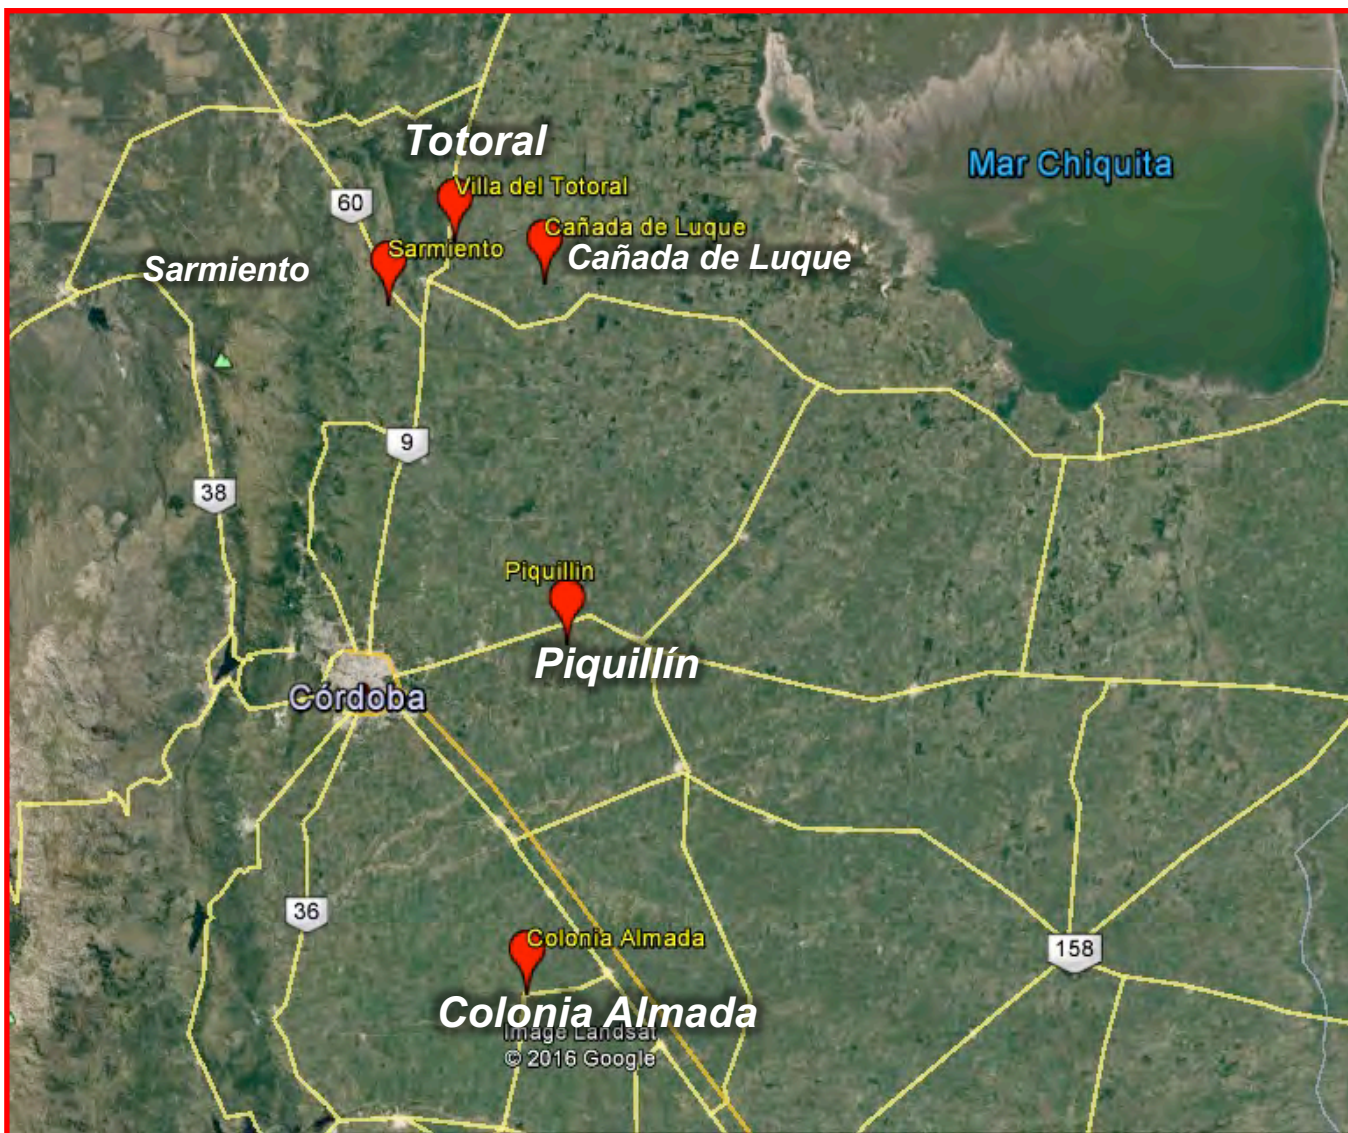 Totoral
Mar Chiquita
Villa del Totoral
60
Cañada de Luque
Sarmiento
Cañada de Luque
Sarmiento
9
38
Piquillin
Piquillín
Córdoba
36
Colonia Almada
158
Colonia Almada
Image Landsat
© 2016 Google